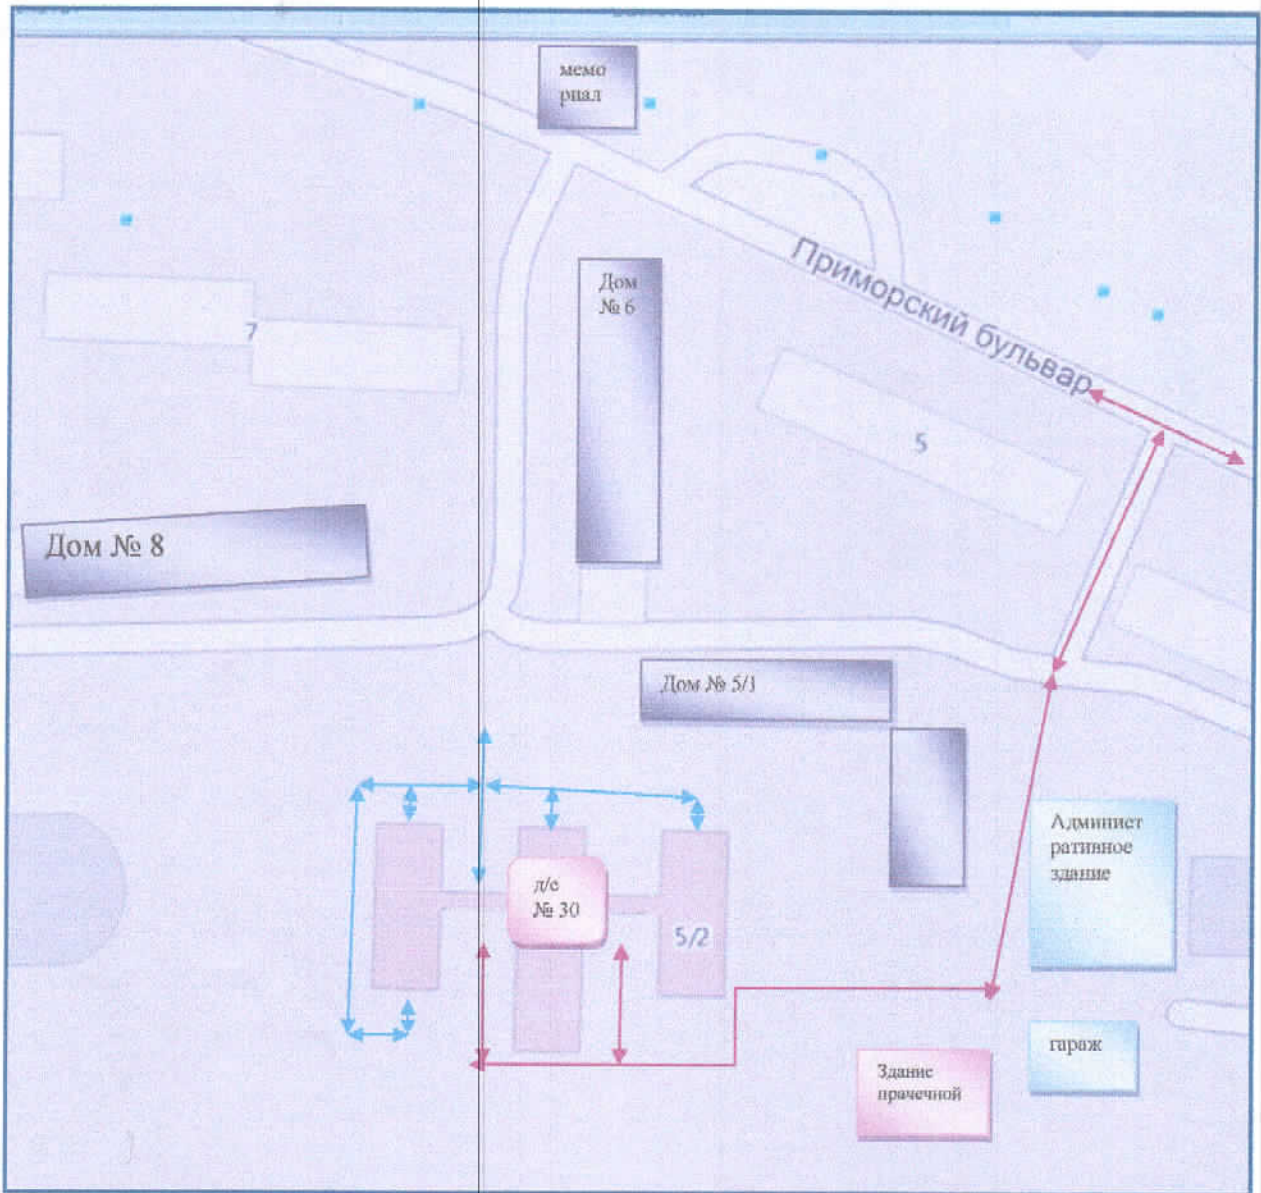 мемо
риал
Дом
№ 6
Приморский бульвар
7
5
Дом № 8
Дом № 5/1
Админист
ративное
здание
д/с
№ 30
5/2
гараж
Здание
прачечной